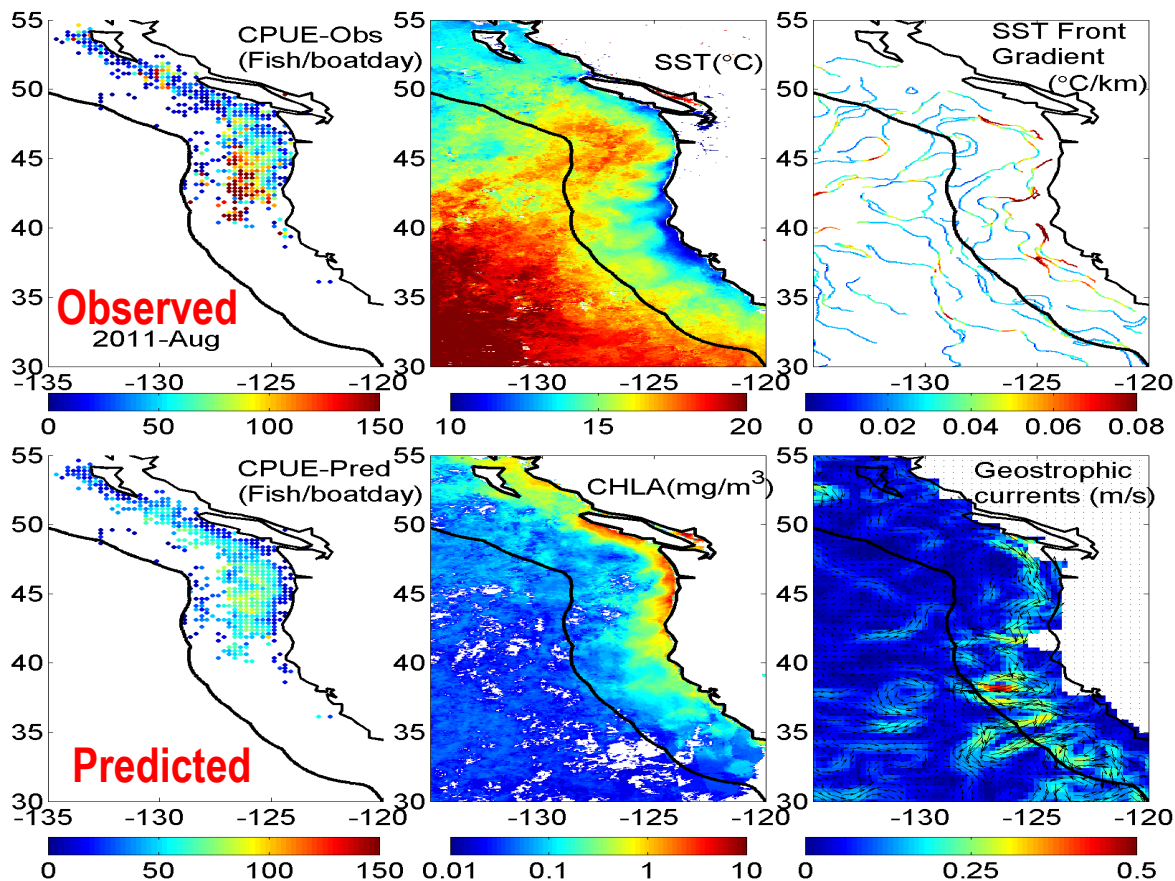 55
50
45
40
35
30
CPUE-Obs
(Fish/boatday)
Observed
2011-Aug
-135 -130 -125 -120
0 50 100 150
55
50
45
40
35
30
SST(°C)
-130 -125 -120
10 15 20
55
50
45
40
35
30
SST Front
Gradient
(°C/km)
-130 -125 -120
0 0.02 0.04 0.06 0.08
55
50
45
40
35
30
CPUE-Pred
(Fish/boatday)
Predicted
-135 -130 -125 -120
0 50 100 150
55
50
45
40
35
30
CHLA(mg/m³)
-130 -125 -120
0.01 0.1 1 10
55
50
45
40
35
30
Geostrophic
currents (m/s)
-130 -125 -120
0 0.25 0.5